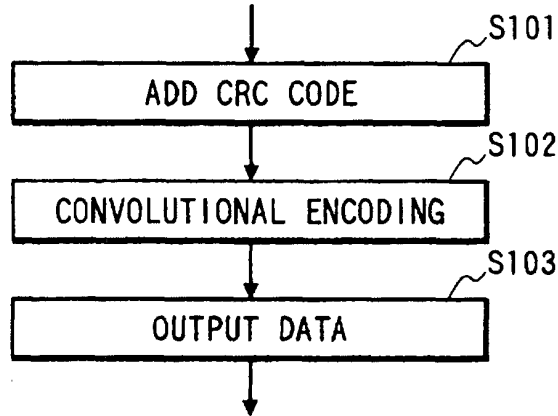 S101
ADD CRC CODE
S102
CONVOLUTIONAL ENCODING
S103
OUTPUT DATA